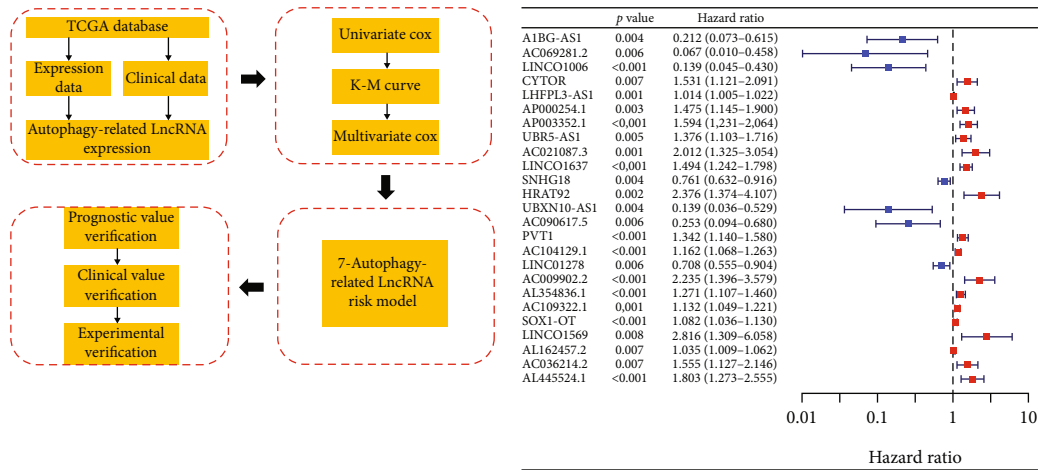 TCGA database
Expression
data
Clinical data
Autophagy-related LncRNA
expression
Univariate cox
K-M curve
Multivariate cox
7-Autophagy-
related LncRNA
risk model
Prognostic value
verification
Clinical value
verification
Experimental
verification
p value Hazard ratio
A1BG-AS1 0.004 0.212 (0.073–0.615)
AC069281.2 0.006 0.067 (0.010–0.458)
LINCO1006 <0.001 0.139 (0.045–0.430)
CYTOR 0.007 1.531 (1.121–2.091)
LHFPL3-AS1 0.001 1.014 (1.005–1.022)
AP000254.1 0.003 1.475 (1.145–1.900)
AP003352.1 <0,001 1.594 (1,231–2,064)
UBR5-AS1 0.005 1.376 (1.103–1.716)
AC021087.3 0.001 2.012 (1.325–3.054)
LINCO1637 <0,001 1.494 (1.242–1.798)
SNHG18 0.004 0.761 (0.632–0.916)
HRAT92 0.002 2.376 (1.374–4.107)
UBXN10-AS1 0.004 0.139 (0.036–0.529)
AC090617.5 0.006 0.253 (0.094–0.680)
PVT1 <0.001 1.342 (1.140–1.580)
AC104129.1 <0.001 1.162 (1.068–1.263)
LINC01278 0.006 0.708 (0.555–0.904)
AC009902.2 <0.001 2.235 (1.396–3.579)
AL354836.1 <0.001 1.271 (1.107–1.460)
AC109322.1 0,001 1.132 (1.049–1.221)
SOX1-OT <0.001 1.082 (1.036–1.130)
LINCO1569 0.008 2.816 (1.309–6.058)
AL162457.2 0.007 1.035 (1.009–1.062)
AC036214.2 0.007 1.555 (1.127–2.146)
AL445524.1 <0.001 1.803 (1.273–2.555)
0.01 0.1 1 10
Hazard ratio